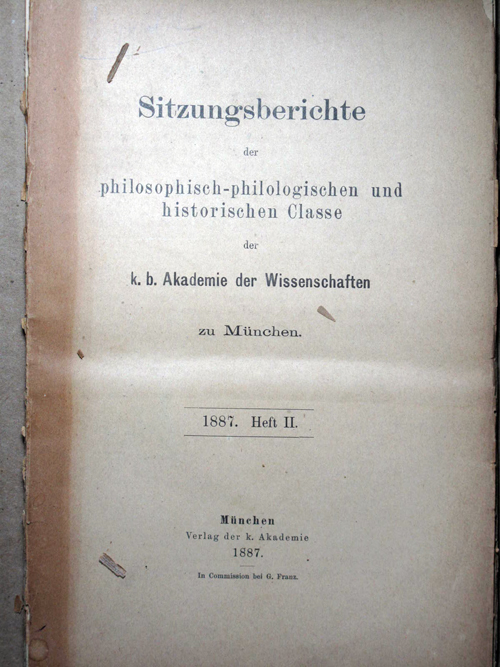 Sitzungsberichte
der
philosophisch-philologischen und
historischen Classe
der
k. b. Akademie der Wissenschaften
zu München.
1887. Heft II.
München
Verlag der k. Akademie
1887.
In Commission bei G. Franz.